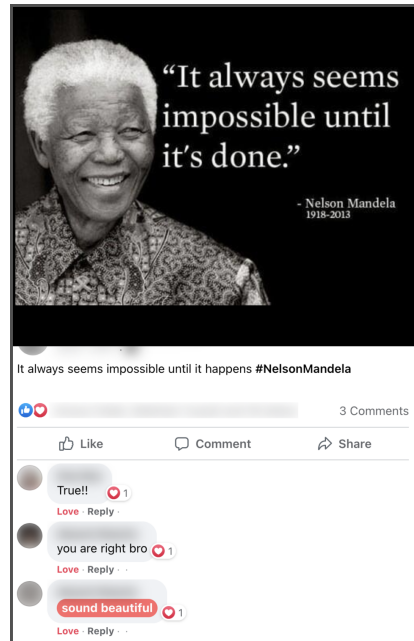 “It always seems
impossible until
it's done.”
- Nelson Mandela
1918-2013
It always seems impossible until it happens #NelsonMandela
3 Comments
Like Comment Share
True!! 1
Love · Reply ·
you are right bro 1
Love · Reply · ·
sound beautiful 1
Love · Reply · ·